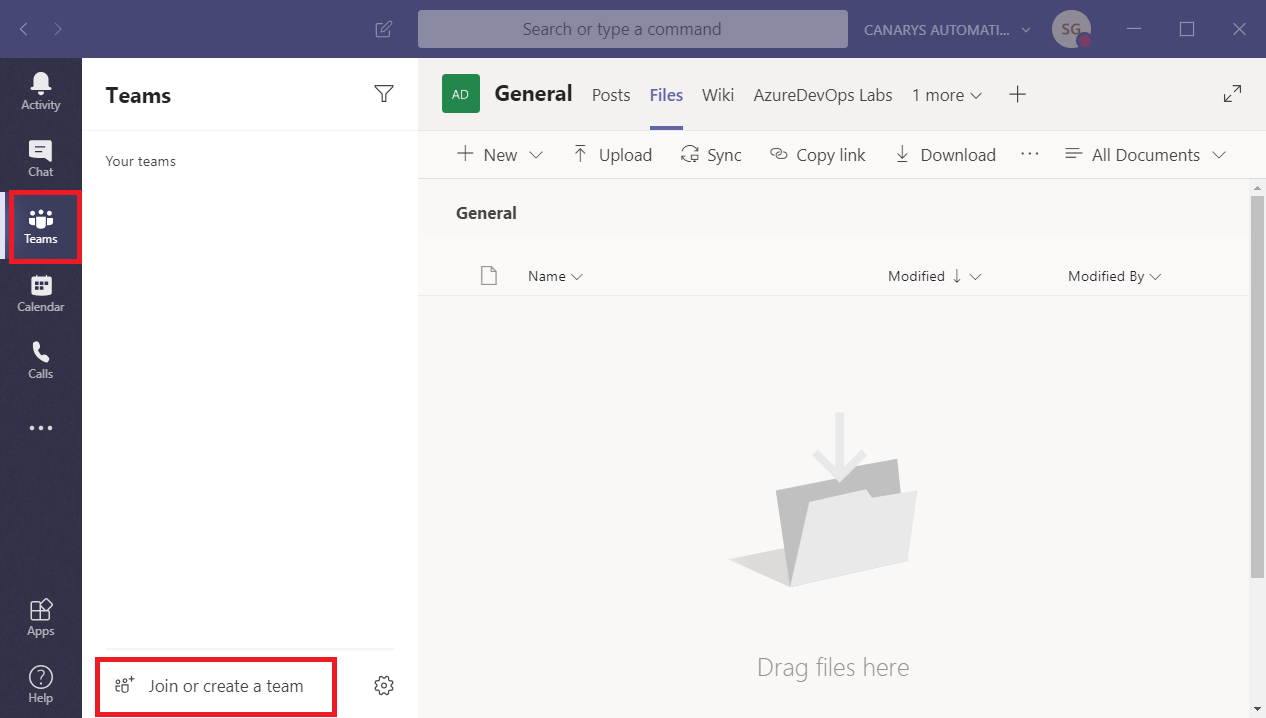 Search or type a command
CANARYS AUTOMATI...
SG
Activity
Chat
Teams
Calendar
Calls
Apps
Help
Teams
Your teams
Join or create a team
AD
General
Posts
Files
Wiki
AzureDevOps Labs
1 more
New
Upload
Sync
Copy link
Download
All Documents
General
Name
Modified
Modified By
Drag files here